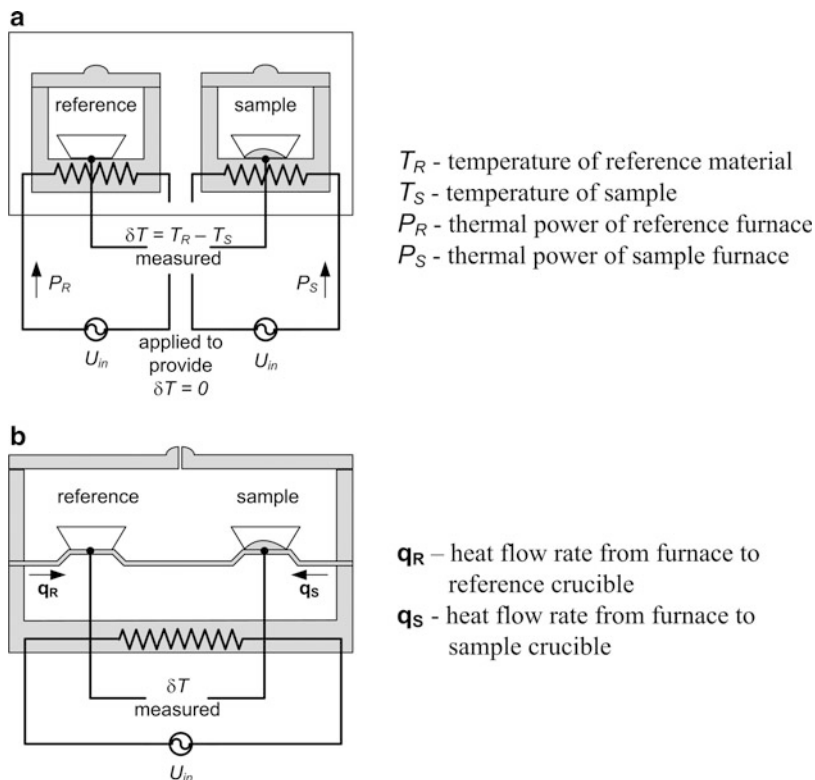 a
reference
sample
δT = T_R – T_S
measured
P_R
P_S
U_in
applied to
provide
δT = 0
U_in
T_R - temperature of reference material
T_S - temperature of sample
P_R - thermal power of reference furnace
P_S - thermal power of sample furnace
b
reference
sample
q_R
q_S
δT
measured
U_in
q_R – heat flow rate from furnace to
reference crucible
q_S - heat flow rate from furnace to
sample crucible